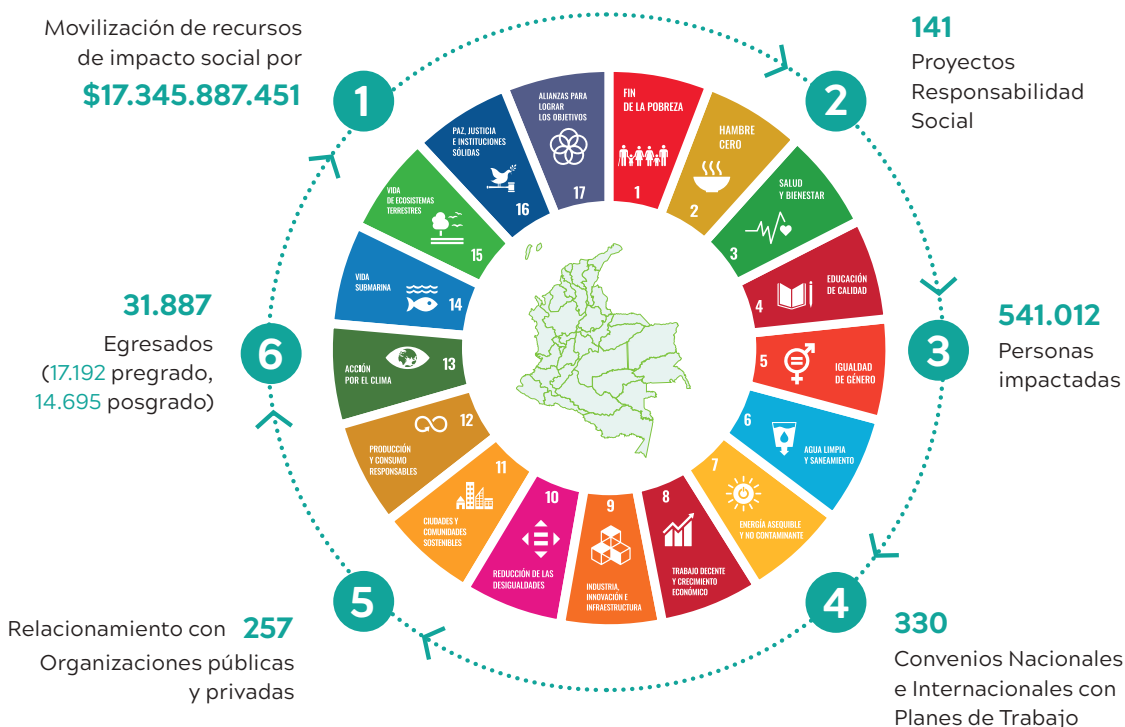 Movilización de recursos
de impacto social por
$17.345.887.451
1
141
Proyectos
Responsabilidad
Social
2
541.012
Personas
impactadas
3
330
Convenios Nacionales
e Internacionales con
Planes de Trabajo
4
Relacionamiento con 257
Organizaciones públicas
y privadas
5
31.887
Egresados
(17.192 pregrado,
14.695 posgrado)
6
FIN
DE LA POBREZA
1
HAMBRE
CERO
2
SALUD
Y BIENESTAR
3
EDUCACIÓN
DE CALIDAD
4
IGUALDAD
DE GÉNERO
5
AGUA LIMPIA
Y SANEAMIENTO
6
ENERGÍA ASEQUIBLE
Y NO CONTAMINANTE
7
TRABAJO DECENTE
Y CRECIMIENTO
ECONÓMICO
8
INDUSTRIA,
INNOVACIÓN E
INFRAESTRUCTURA
9
REDUCCIÓN DE LAS
DESIGUALDADES
10
CIUDADES Y
COMUNIDADES
SOSTENIBLES
11
PRODUCCIÓN
Y CONSUMO
RESPONSABLES
12
ACCIÓN
POR EL CLIMA
13
VIDA
SUBMARINA
14
VIDA
DE ECOSISTEMAS
TERRESTRES
15
PAZ, JUSTICIA
E INSTITUCIONES
SÓLIDAS
16
ALIANZAS PARA
LOGRAR
LOS OBJETIVOS
17